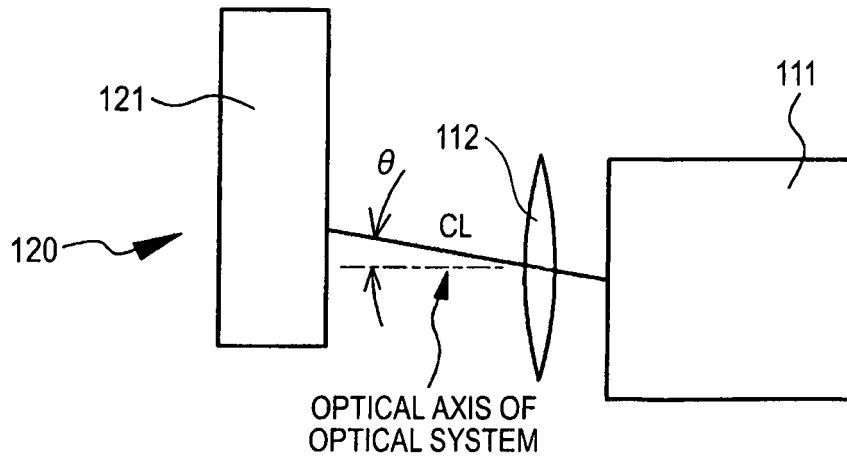 111
121
112
θ
CL
120
OPTICAL AXIS OF
OPTICAL SYSTEM